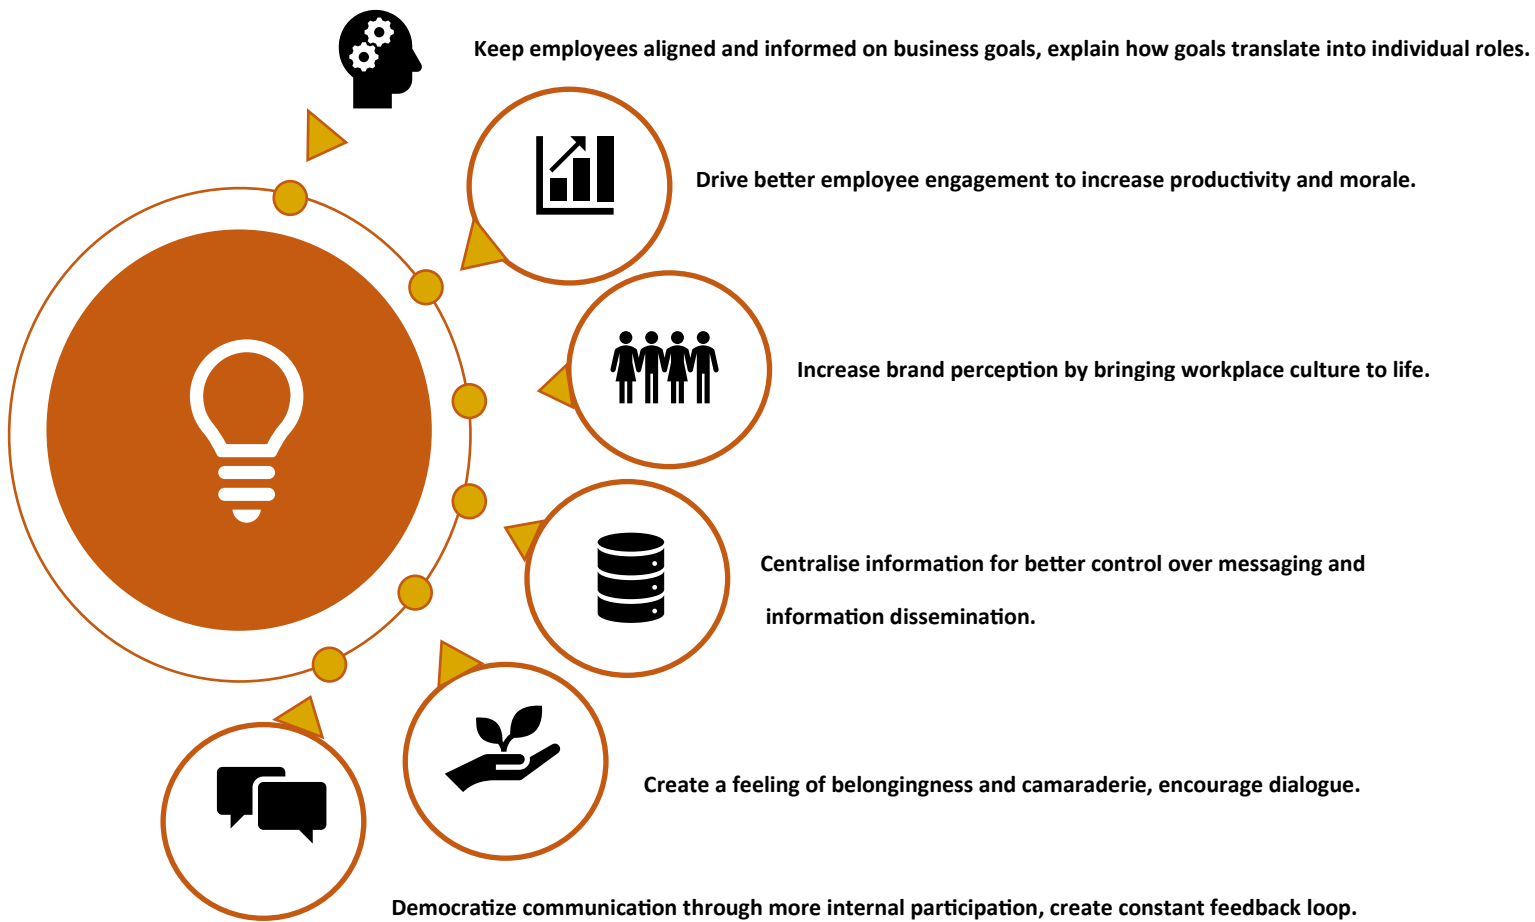 Keep employees aligned and informed on business goals, explain how goals translate into individual roles.
Drive better employee engagement to increase productivity and morale.
Increase brand perception by bringing workplace culture to life.
Centralise information for better control over messaging and
information dissemination.
Create a feeling of belongingness and camaraderie, encourage dialogue.
Democratize communication through more internal participation, create constant feedback loop.